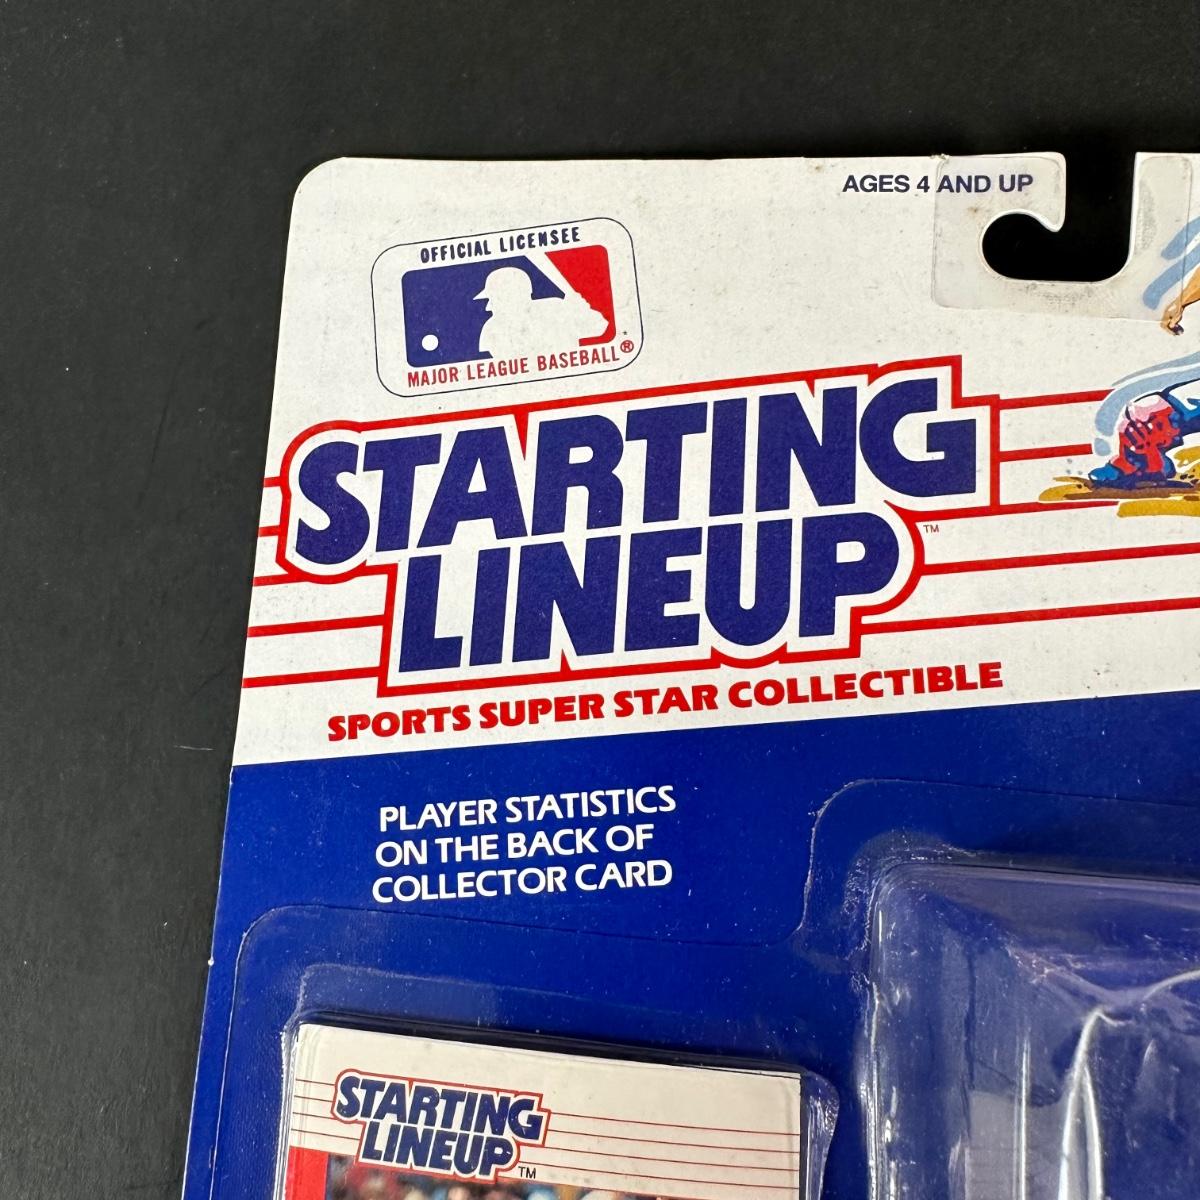 AGES 4 AND UP
OFFICIAL LICENSEE
MAJOR LEAGUE BASEBALL®
STARTING
LINEUP™
SPORTS SUPER STAR COLLECTIBLE
PLAYER STATISTICS
ON THE BACK OF
COLLECTOR CARD
STARTING
LINEUP™